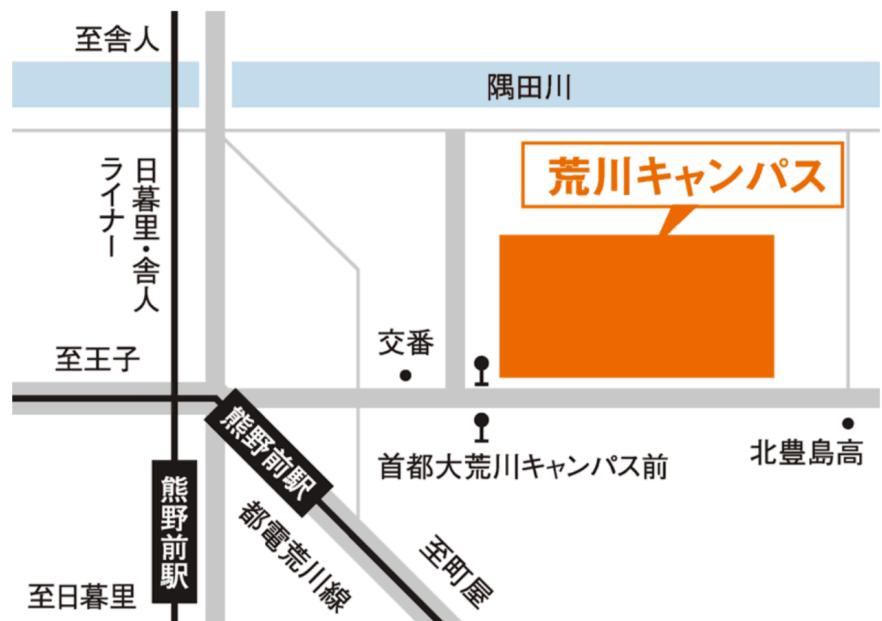 至舎人
隅田川
荒川キャンパス
日暮里・舎人
ライナー
交番
至王子
熊野前駅
首都大荒川キャンパス前
北豊島高
熊野前駅
都電荒川線
至町屋
至日暮里